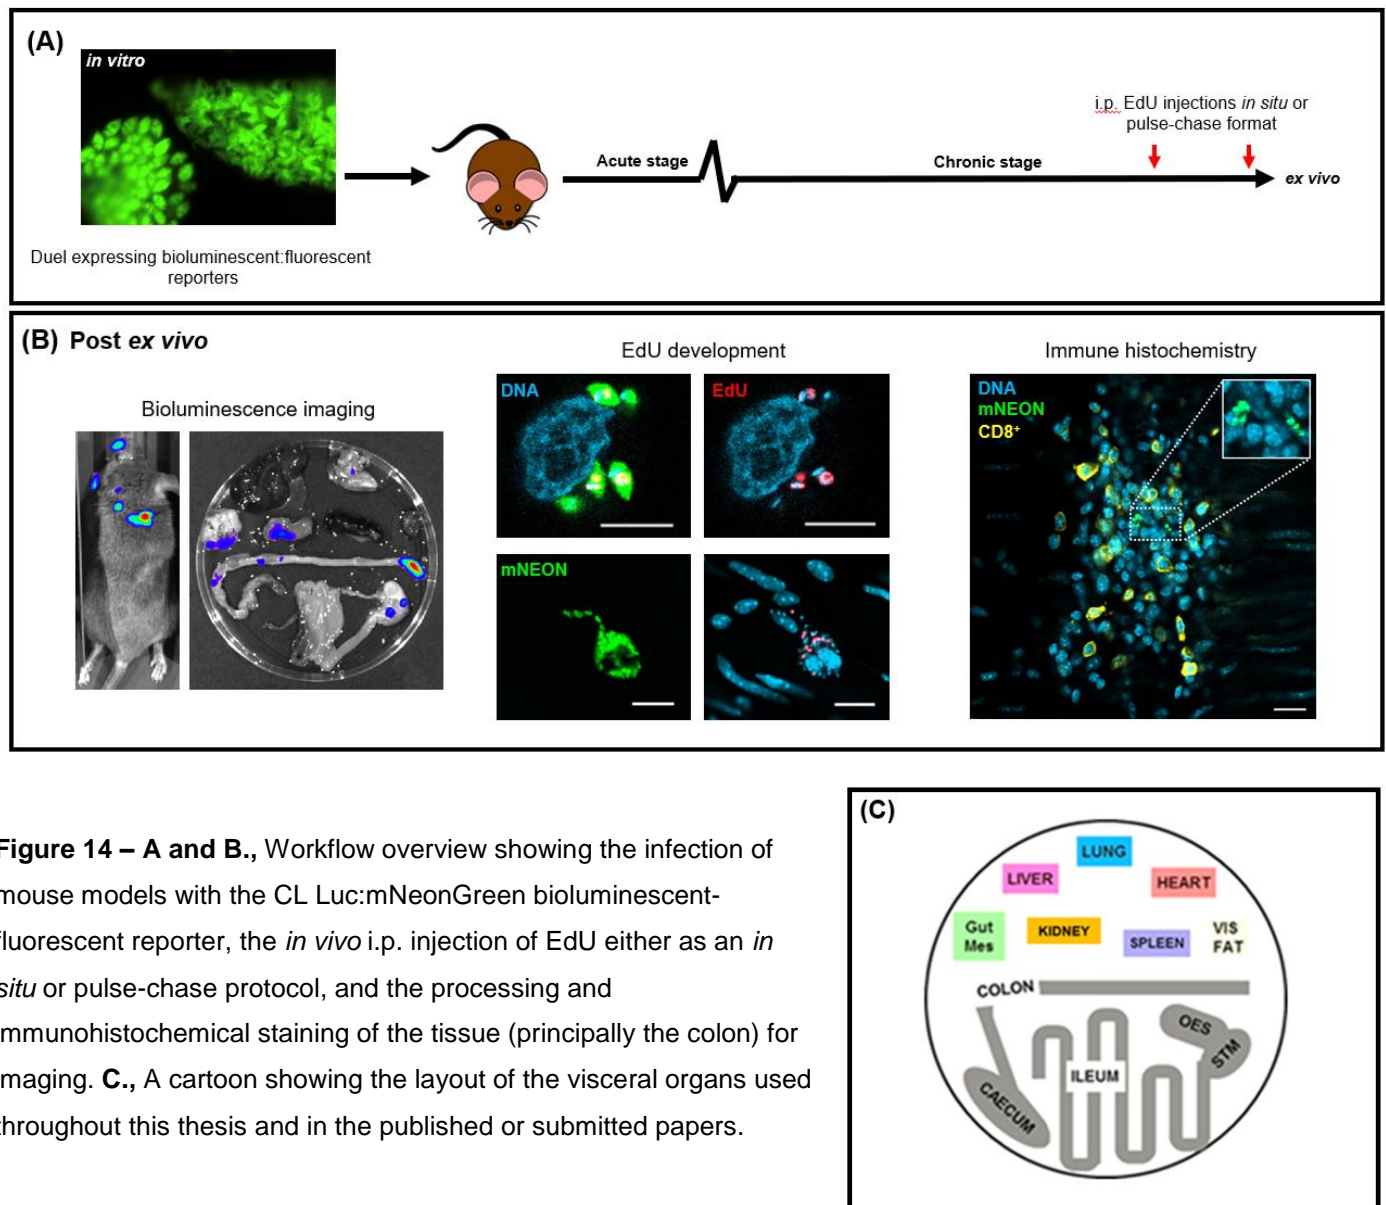 (A)
in vitro
i.p. EdU injections in situ or
pulse-chase format
Acute stage
Chronic stage
ex vivo
Duel expressing bioluminescent:fluorescent
reporters
(B) Post ex vivo
Bioluminescence imaging
EdU development
Immune histochemistry
DNA
EdU
mNEON
DNA
mNEON
CD8⁺
Figure 14 – A and B., Workflow overview showing the infection of
mouse models with the CL Luc:mNeonGreen bioluminescent-
fluorescent reporter, the in vivo i.p. injection of EdU either as an in
situ or pulse-chase protocol, and the processing and
immunohistochemical staining of the tissue (principally the colon) for
imaging. C., A cartoon showing the layout of the visceral organs used
throughout this thesis and in the published or submitted papers.
(C)
LUNG
LIVER
HEART
Gut
Mes
KIDNEY
SPLEEN
VIS
FAT
COLON
OES
STM
ILEUM
CAECUM